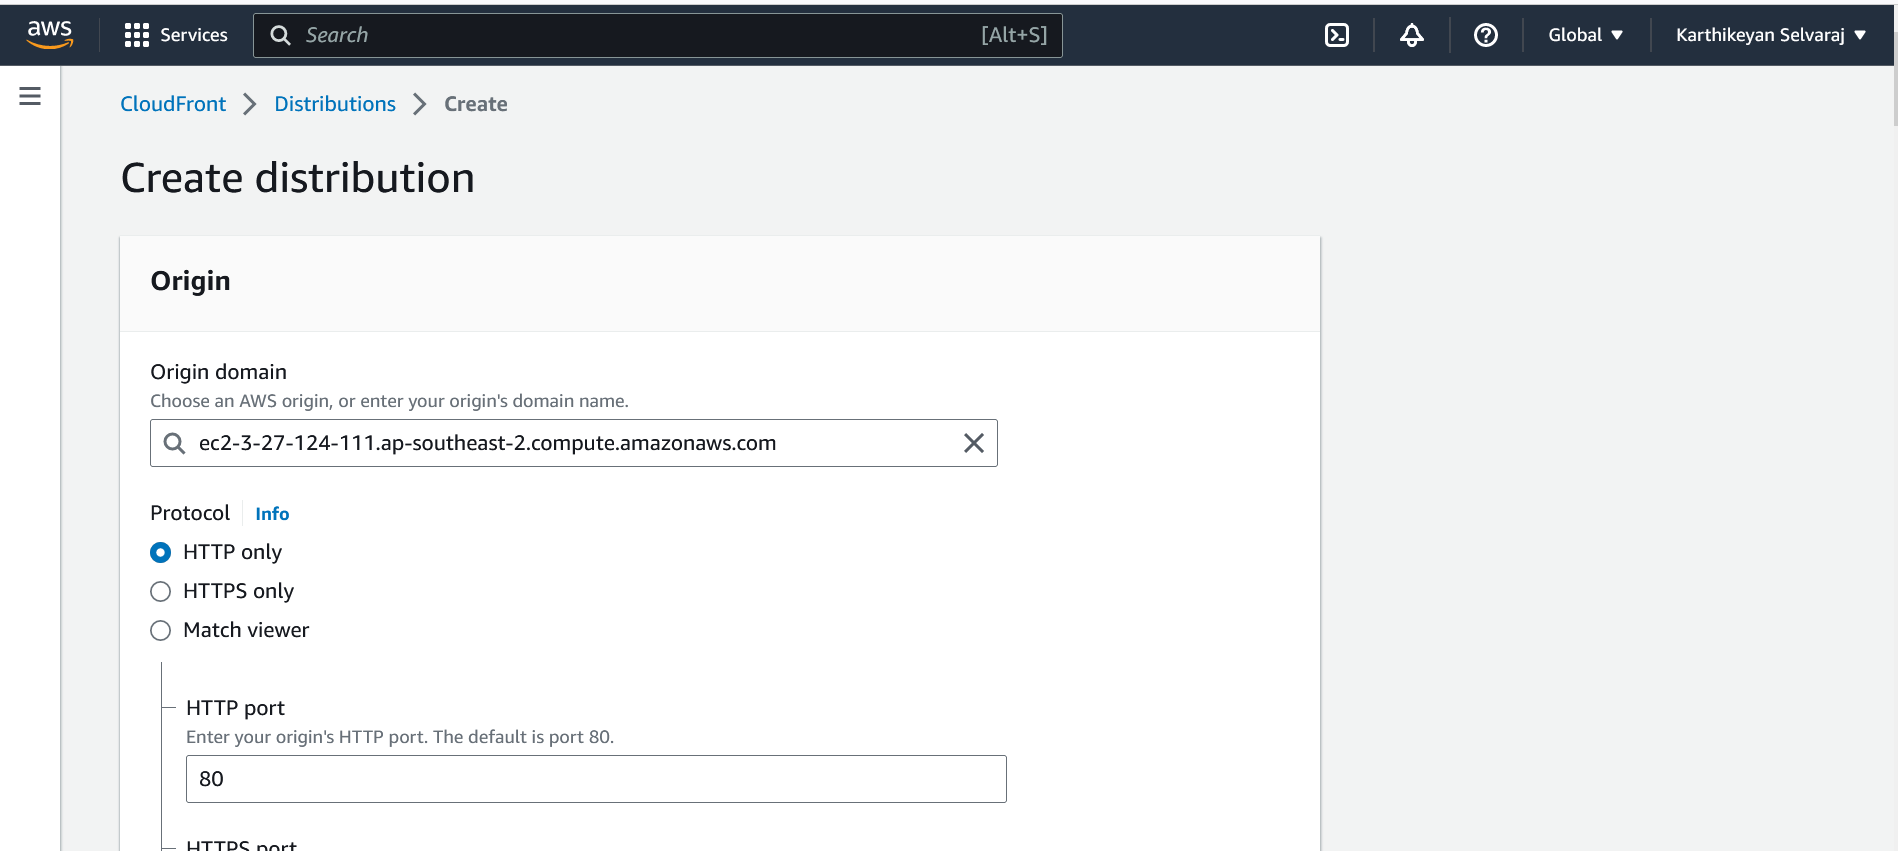 aws Services Search [Alt+S] Global Karthikeyan Selvaraj
CloudFront Distributions Create
Create distribution
Origin
Origin domain
Choose an AWS origin, or enter your origin's domain name.
ec2-3-27-124-111.ap-southeast-2.compute.amazonaws.com
Protocol Info
HTTP only
HTTPS only
Match viewer
HTTP port
Enter your origin's HTTP port. The default is port 80.
80
HTTPS port